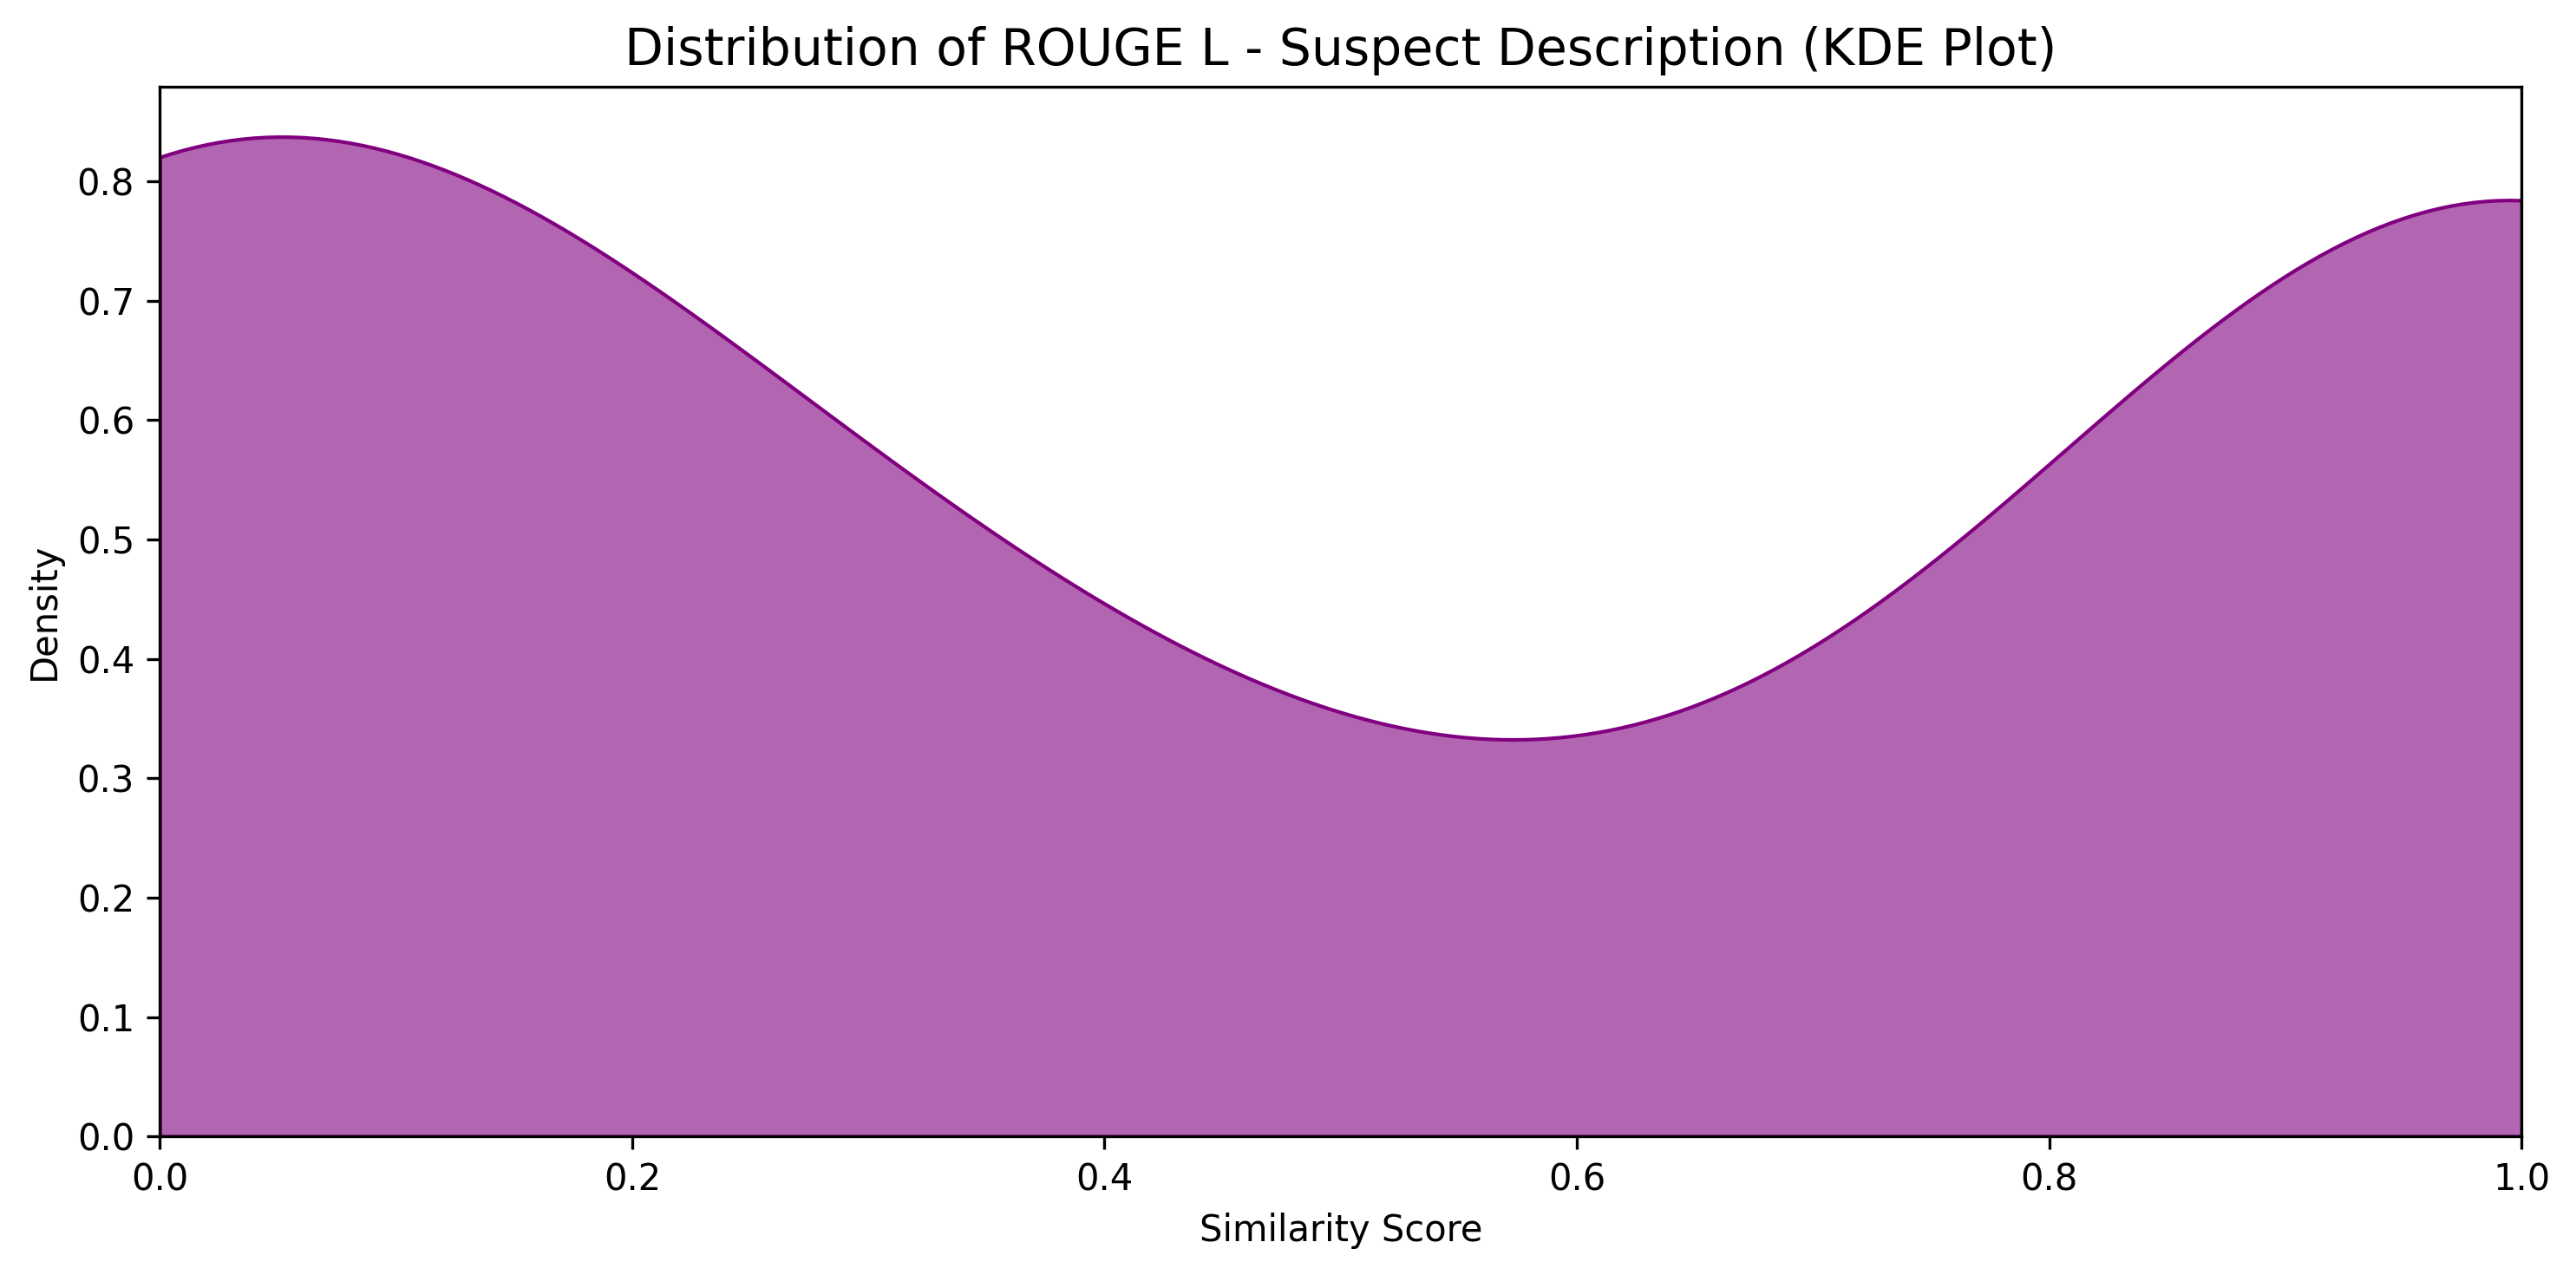 Distribution of ROUGE L - Suspect Description (KDE Plot)
Density
0.8
0.7
0.6
0.5
0.4
0.3
0.2
0.1
0.0
0.0 0.2 0.4 0.6 0.8 1.0
Similarity Score